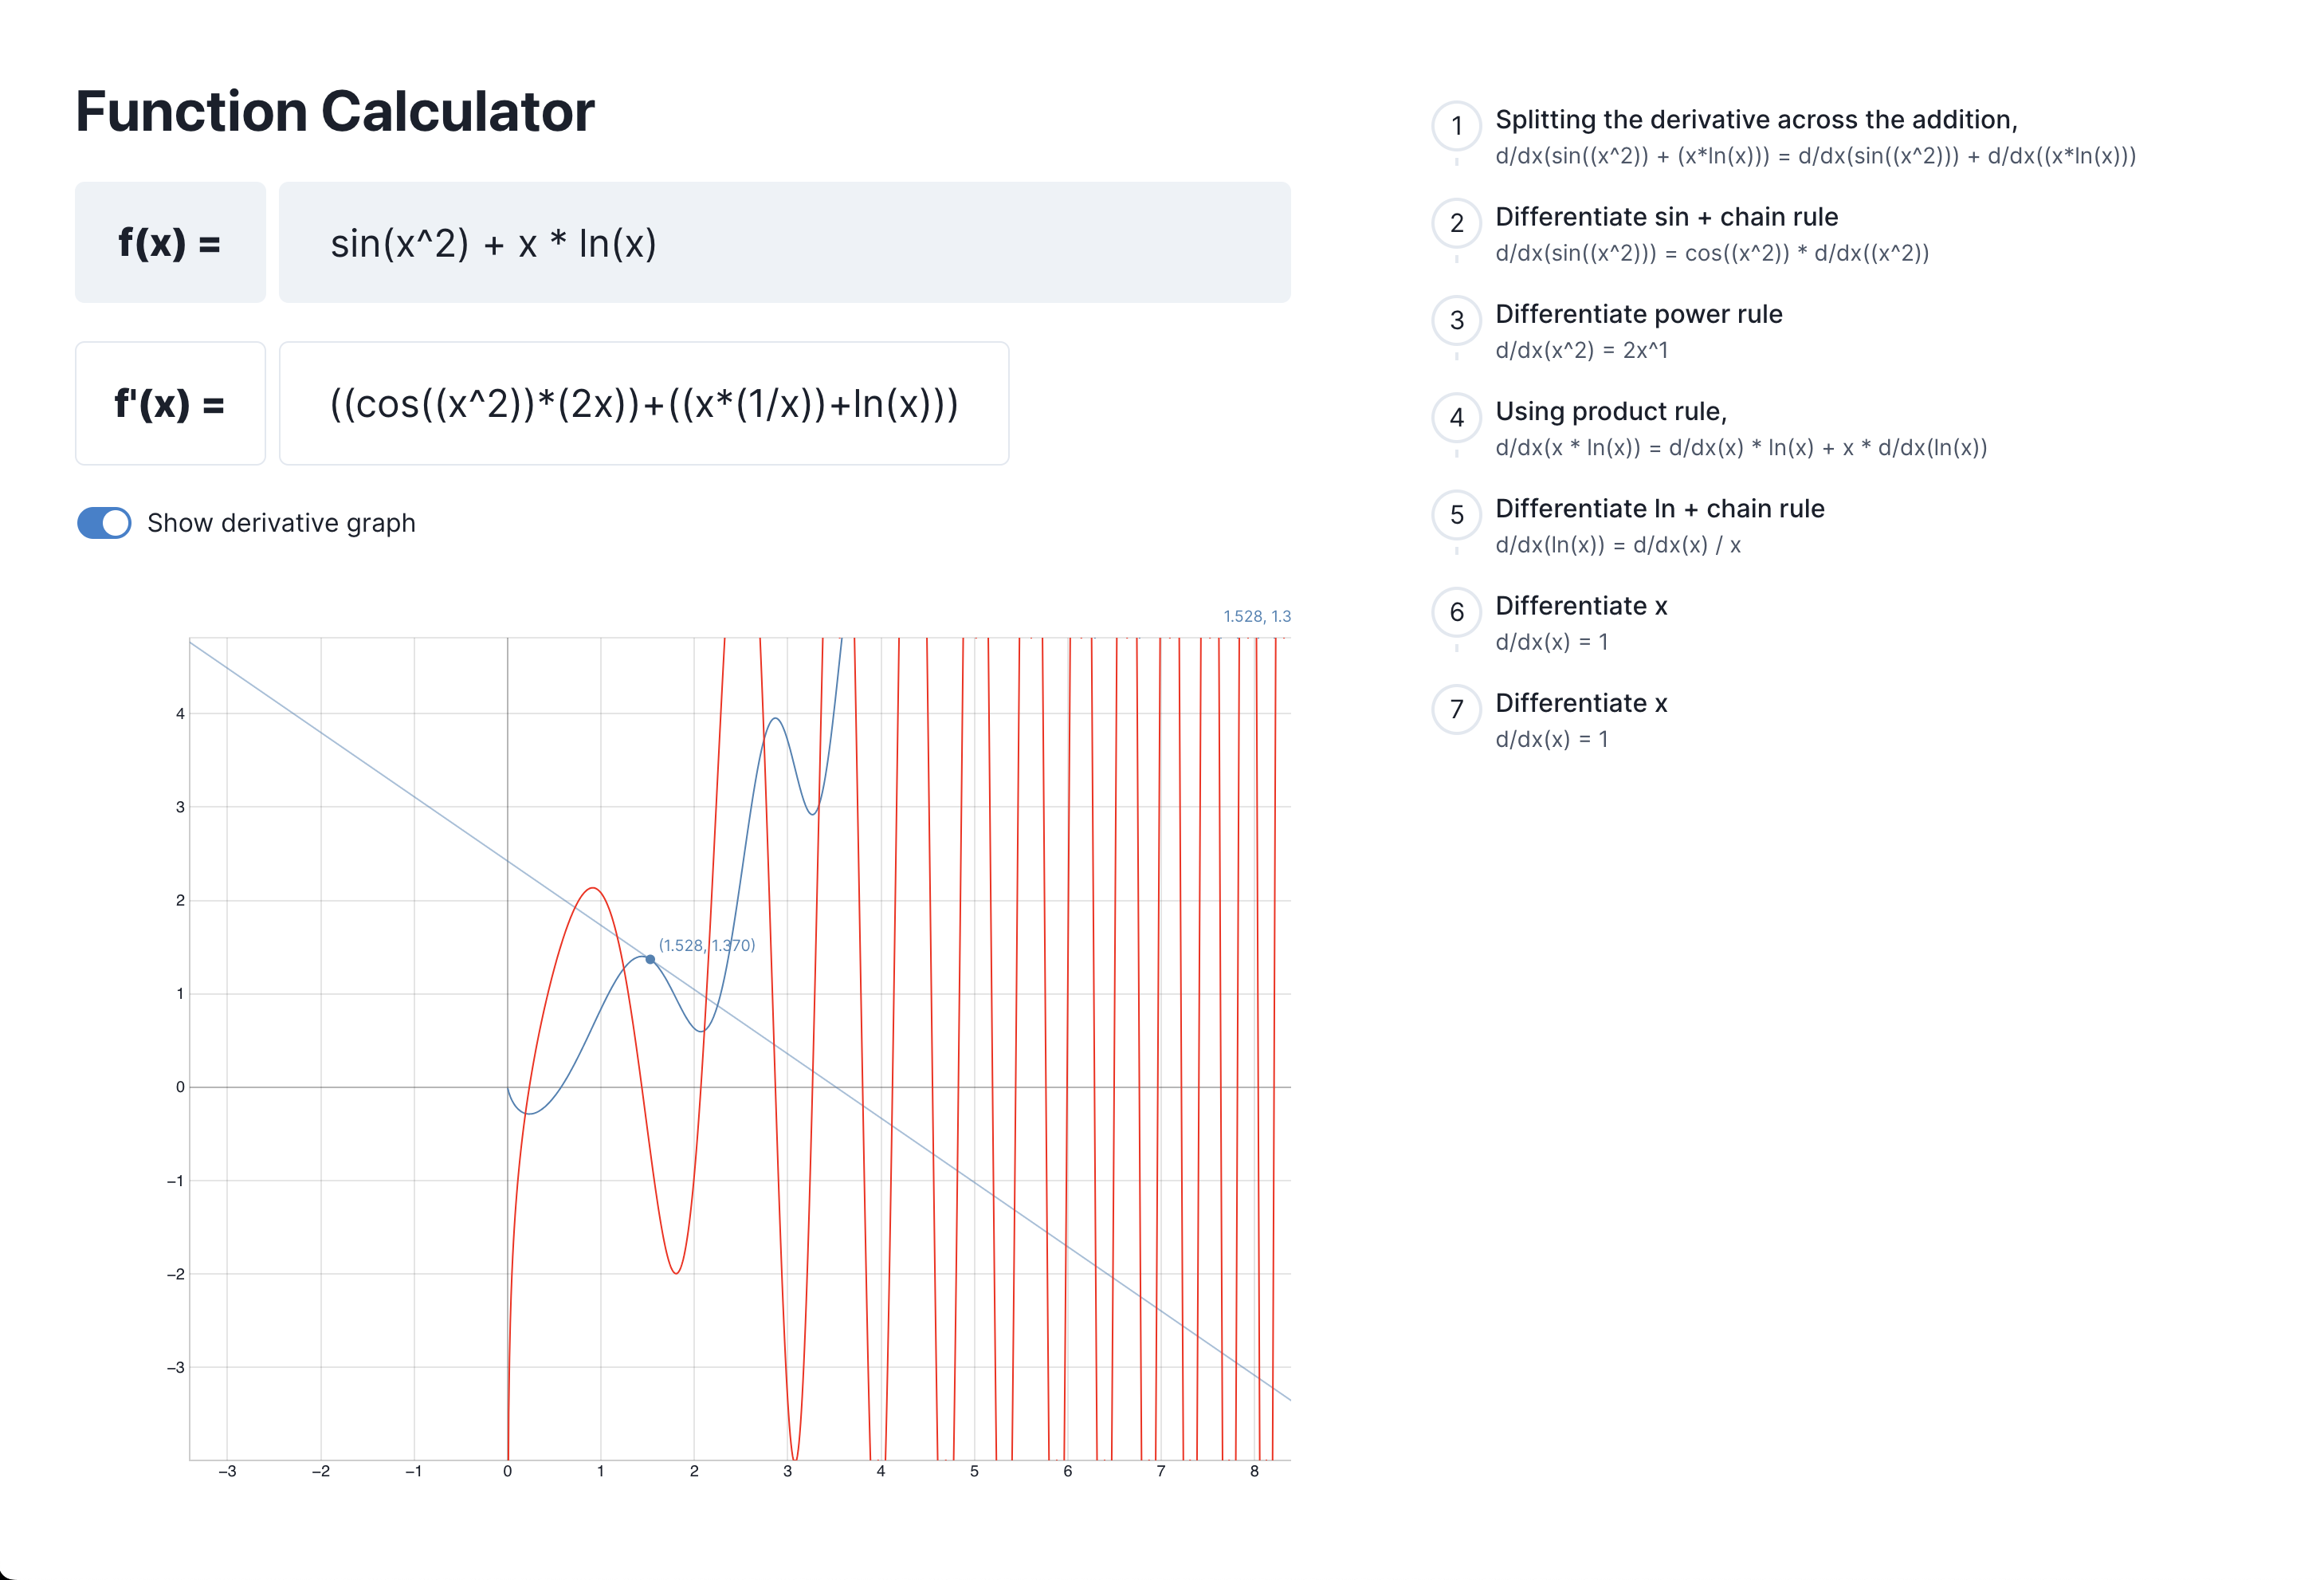 Function Calculator
f(x) =
sin(x^2) + x * ln(x)
f'(x) =
((cos((x^2))*(2x))+((x*(1/x))+ln(x)))
Show derivative graph
1.528, 1.3
4
3
2
(1.528, 1.370)
1
0
−1
−2
−3
−3 −2 −1 0 1 2 3 4 5 6 7 8
1
Splitting the derivative across the addition,
d/dx(sin((x^2)) + (x*ln(x))) = d/dx(sin((x^2))) + d/dx((x*ln(x)))
2
Differentiate sin + chain rule
d/dx(sin((x^2))) = cos((x^2)) * d/dx((x^2))
3
Differentiate power rule
d/dx(x^2) = 2x^1
4
Using product rule,
d/dx(x * ln(x)) = d/dx(x) * ln(x) + x * d/dx(ln(x))
5
Differentiate ln + chain rule
d/dx(ln(x)) = d/dx(x) / x
6
Differentiate x
d/dx(x) = 1
7
Differentiate x
d/dx(x) = 1